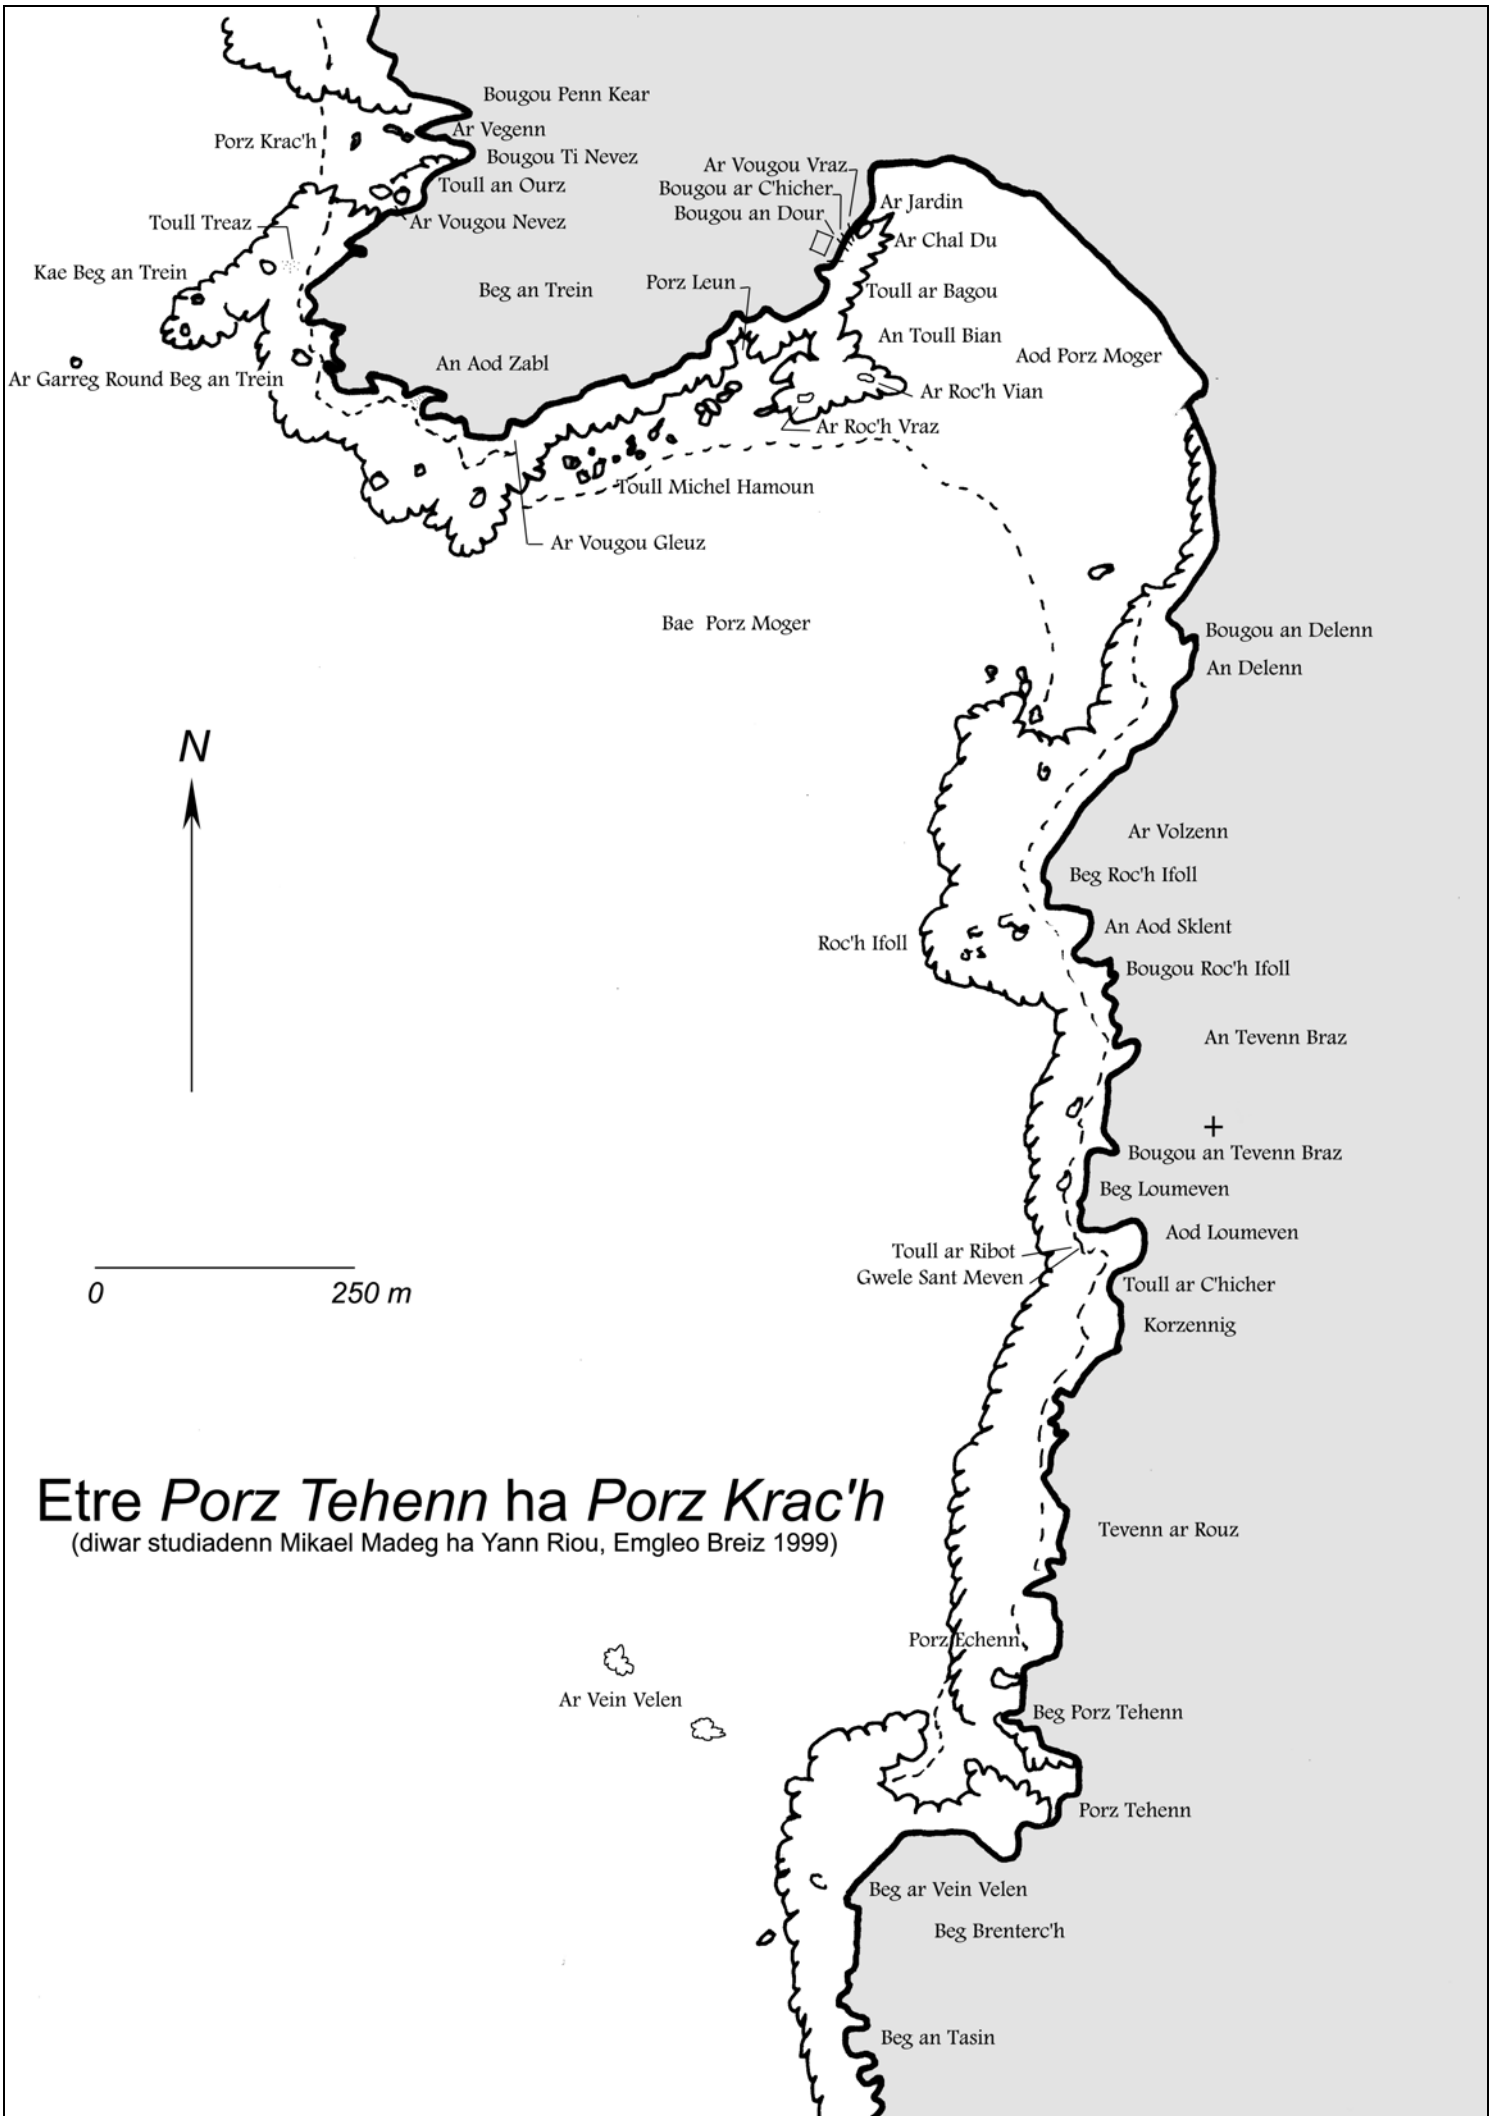 Bougou Penn Kear
Ar Vegenn
Porz Krac'h
Bougou Ti Nevez
Toull an Ourz
Ar Vougou Nevez
Toull Treaz
Kae Beg an Trein
Ar Garreg Round Beg an Trein
Beg an Trein
An Aod Zabl
Ar Vougou Vraz
Bougou ar C'hicher
Bougou an Dour
Ar Jardin
Ar Chal Du
Porz Leun
Toull ar Bagou
An Toull Bian
Aod Porz Moger
Ar Roc'h Vian
Ar Roc'h Vraz
Toull Michel Hamoun
Ar Vougou Gleuz
Bae Porz Moger
Bougou an Delenn
An Delenn
N
Ar Volzenn
Beg Roc'h Ifoll
An Aod Sklent
Roc'h Ifoll
Bougou Roc'h Ifoll
An Tevenn Braz
Bougou an Tevenn Braz
Beg Loumeven
Aod Loumeven
Toull ar Ribot
Gwele Sant Meven
Toull ar C'hicher
Korzennig
0 250 m
Etre Porz Tehenn ha Porz Krac'h
(diwar studiadenn Mikael Madeg ha Yann Riou, Emgleo Breiz 1999)
Tevenn ar Rouz
Porz Echenn
Ar Vein Velen
Beg Porz Tehenn
Porz Tehenn
Beg ar Vein Velen
Beg Brenterc'h
Beg an Tasin